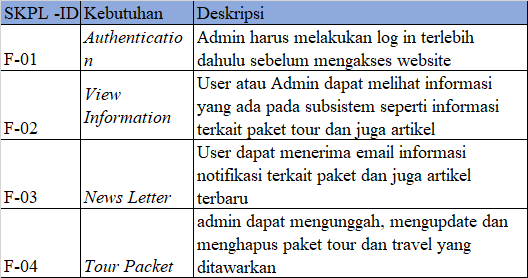 SKPL -ID Kebutuhan Deskripsi
F-01 Authenticatio
n Admin harus melakukan log in terlebih
dahulu sebelum mengakses website
F-02 View
Information User atau Admin dapat melihat informasi
yang ada pada subsistem seperti informasi
terkait paket tour dan juga artikel
F-03 News Letter User dapat menerima email informasi
notifikasi terkait paket dan juga artikel
terbaru
F-04 Tour Packet admin dapat mengunggah, mengupdate dan
menghapus paket tour dan travel yang
ditawarkan